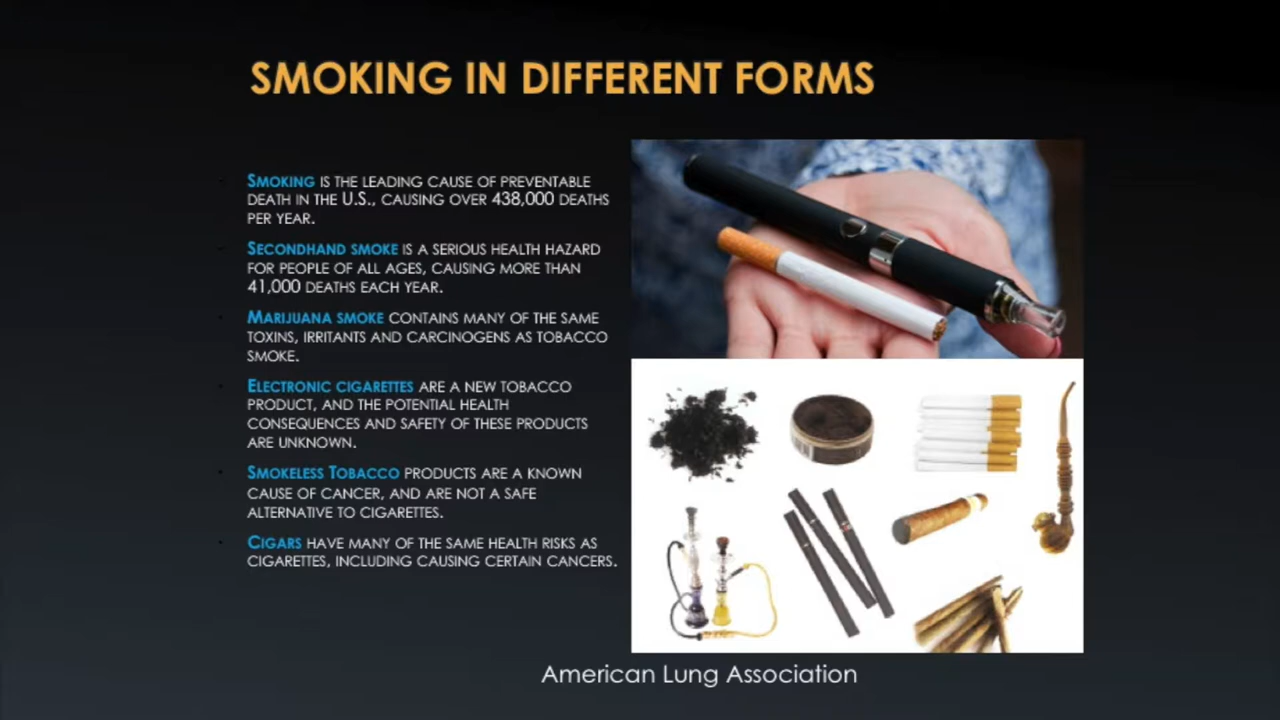 SMOKING IN DIFFERENT FORMS
SMOKING IS THE LEADING CAUSE OF PREVENTABLE
DEATH IN THE U.S., CAUSING OVER 438,000 DEATHS
PER YEAR.
SECONDHAND SMOKE IS A SERIOUS HEALTH HAZARD
FOR PEOPLE OF ALL AGES, CAUSING MORE THAN
41,000 DEATHS EACH YEAR.
MARIJUANA SMOKE CONTAINS MANY OF THE SAME
TOXINS, IRRITANTS AND CARCINOGENS AS TOBACCO
SMOKE.
ELECTRONIC CIGARETTES ARE A NEW TOBACCO
PRODUCT, AND THE POTENTIAL HEALTH
CONSEQUENCES AND SAFETY OF THESE PRODUCTS
ARE UNKNOWN.
SMOKELESS TOBACCO PRODUCTS ARE A KNOWN
CAUSE OF CANCER, AND ARE NOT A SAFE
ALTERNATIVE TO CIGARETTES.
CIGARS HAVE MANY OF THE SAME HEALTH RISKS AS
CIGARETTES, INCLUDING CAUSING CERTAIN CANCERS.
American Lung Association